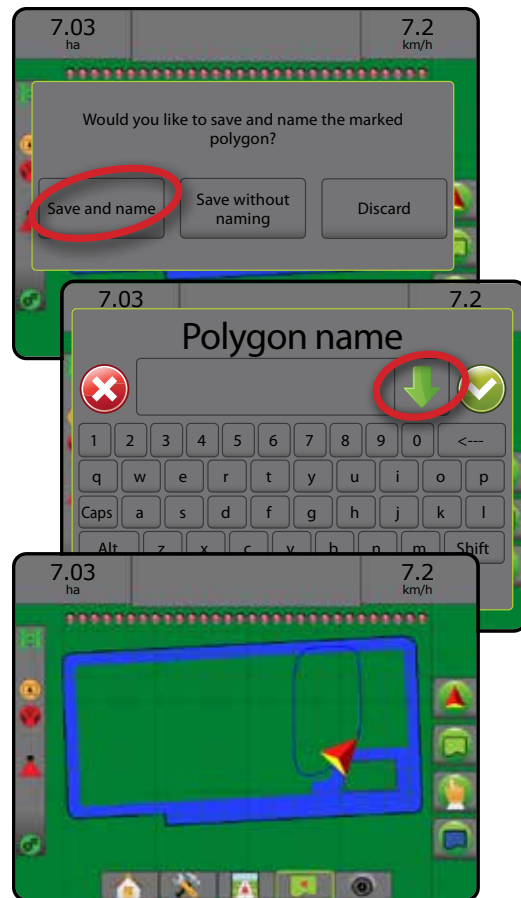 7.03 7.2
ha km/h
Would you like to save and name the marked
polygon?
Save and name
Save without
naming
Discard
7.03 7.2
Polygon name
1 2 3 4 5 6 7 8 9 0 <---
q w e r t y u i o p
Caps a s d f g h j k l
Alt z x c v b n m Shift
7.03 7.2
ha km/h